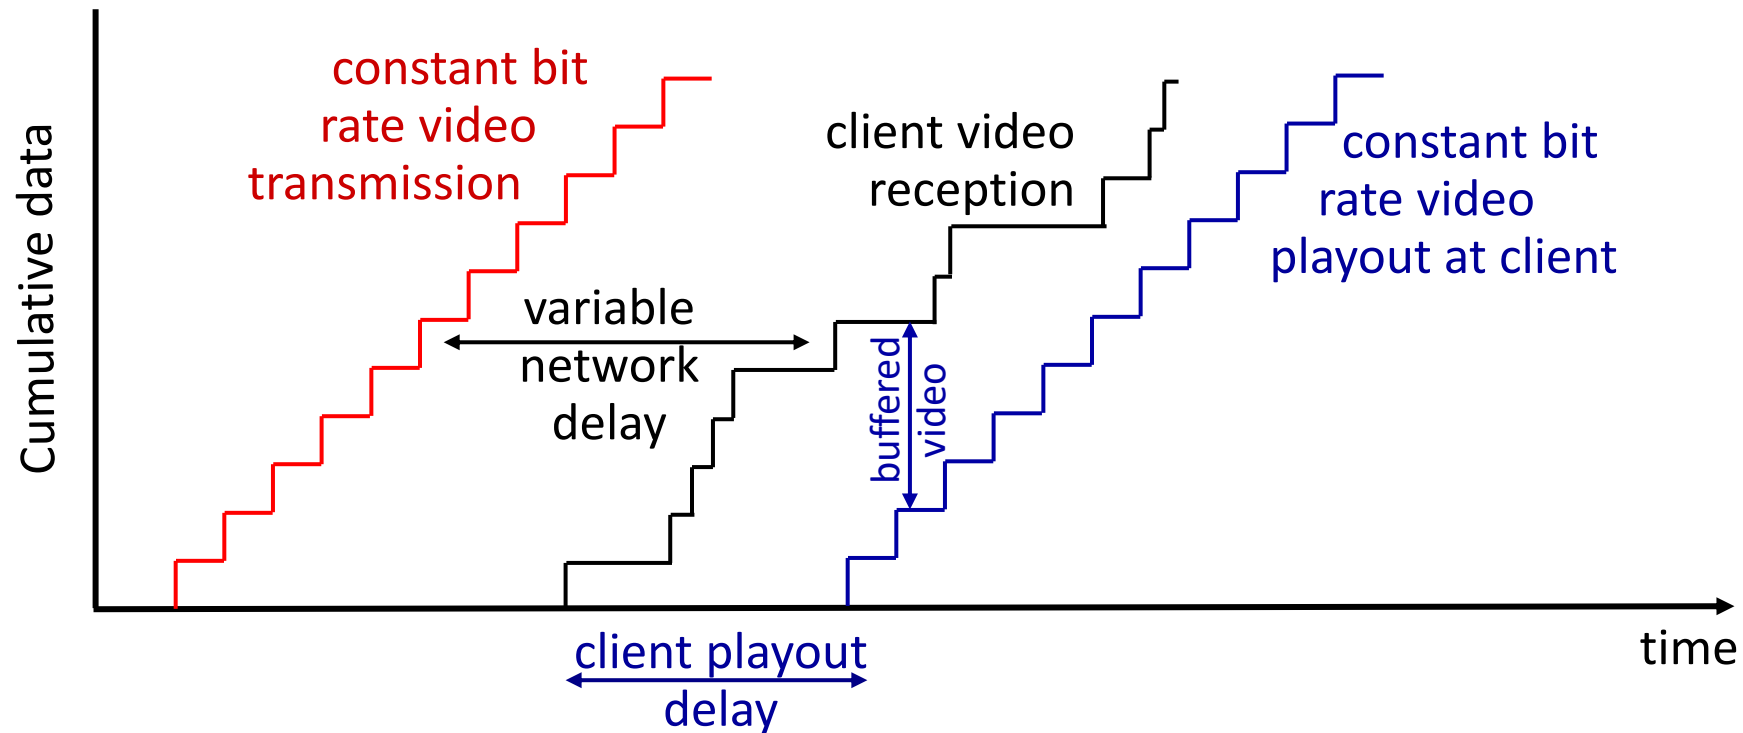 constant bit
rate video
transmission
client video
reception
constant bit
rate video
playout at client
Cumulative data
variable
network
delay
buffered
video
client playout
delay
time